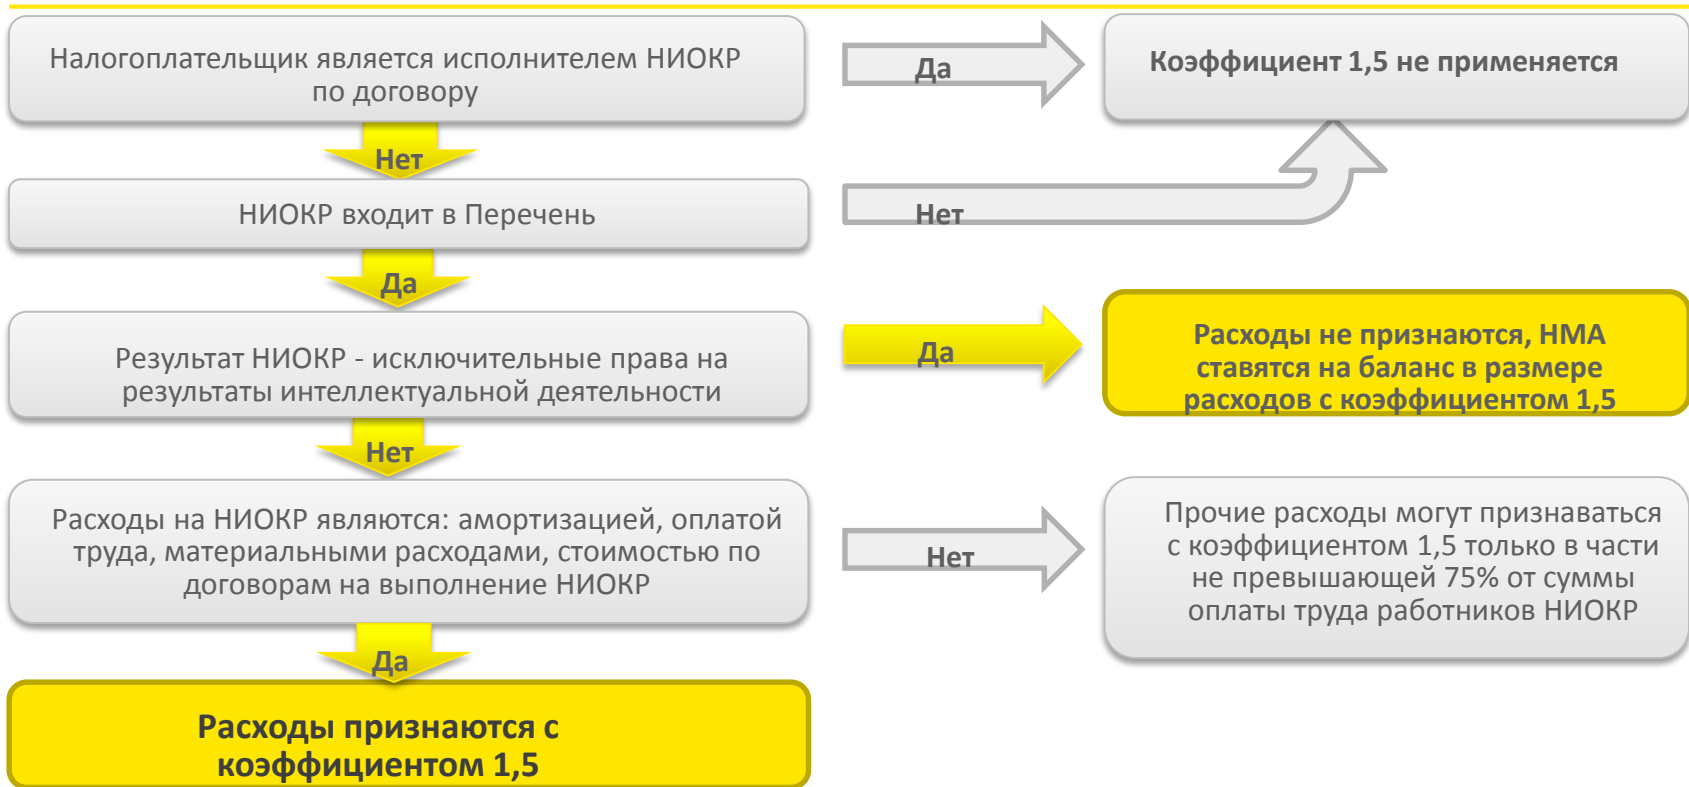 Налогоплательщик является исполнителем НИОКР
по договору
Да
Коэффициент 1,5 не применяется
Нет
НИОКР входит в Перечень
Нет
Да
Результат НИОКР - исключительные права на
результаты интеллектуальной деятельности
Да
Расходы не признаются, НМА
ставятся на баланс в размере
расходов с коэффициентом 1,5
Нет
Расходы на НИОКР являются: амортизацией, оплатой
труда, материальными расходами, стоимостью по
договорам на выполнение НИОКР
Нет
Прочие расходы могут признаваться
с коэффициентом 1,5 только в части
не превышающей 75% от суммы
оплаты труда работников НИОКР
Да
Расходы признаются с
коэффициентом 1,5